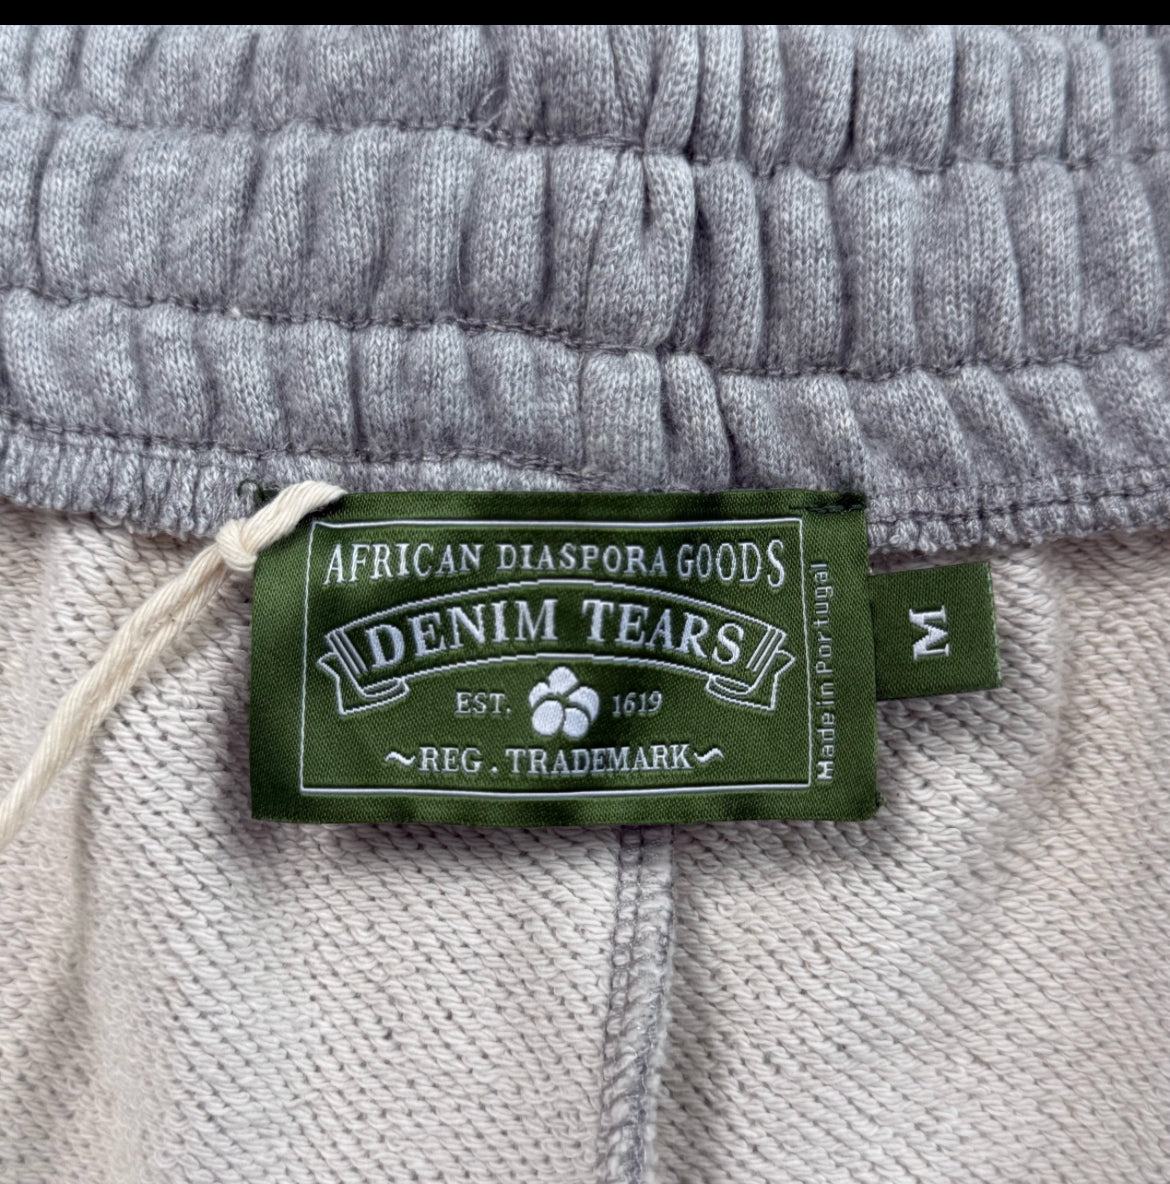 AFRICAN DIASPORA GOODS
DENIM TEARS
EST. 1619
~REG. TRADEMARK~
Made in Portugal
M